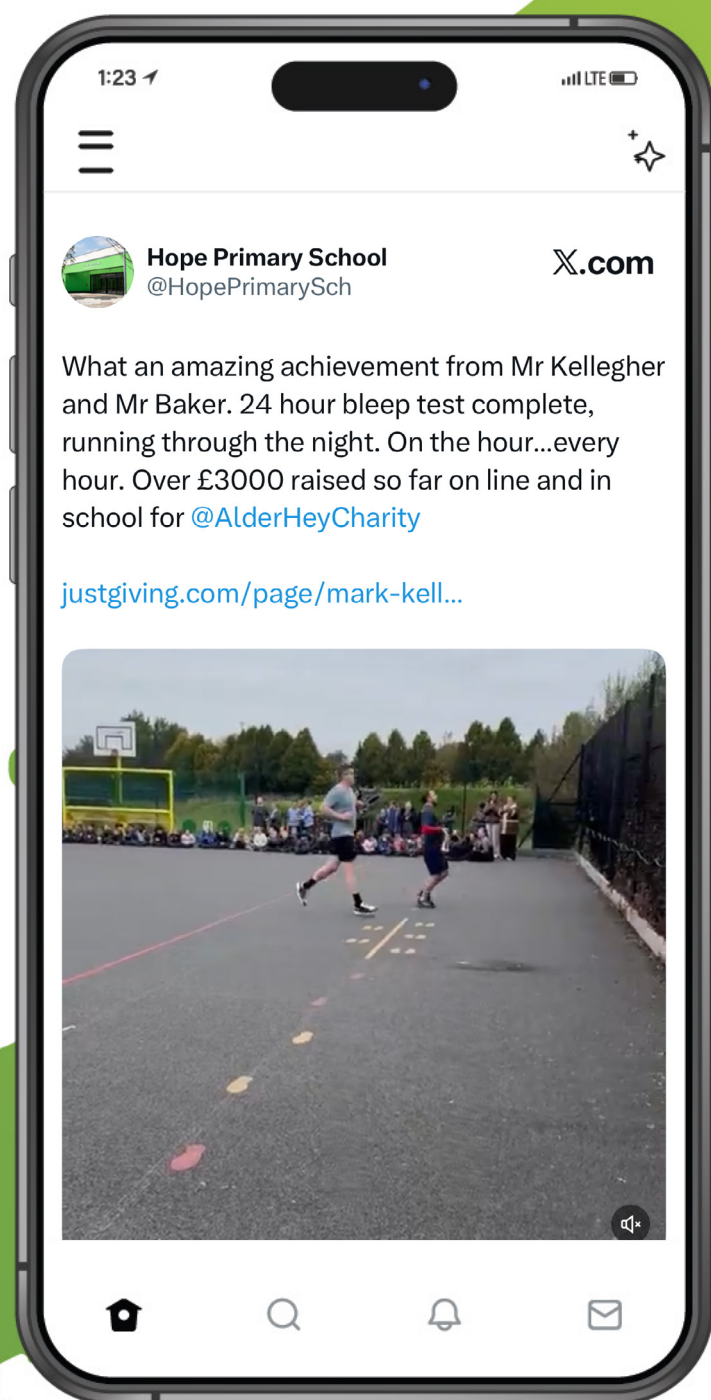 1:23
LTE
Hope Primary School
@HopePrimarySch
X.com
What an amazing achievement from Mr Kellegher
and Mr Baker. 24 hour bleep test complete,
running through the night. On the hour...every
hour. Over £3000 raised so far on line and in
school for @AlderHeyCharity
justgiving.com/page/mark-kell...